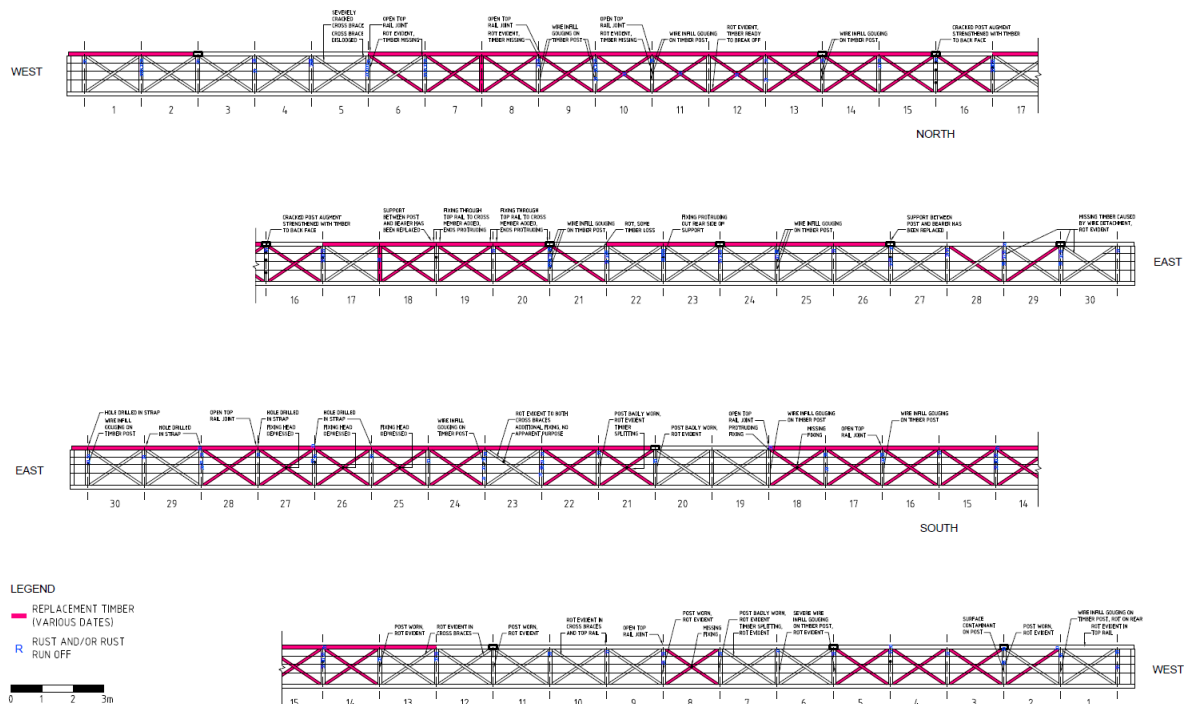 SEVENELY
CRACKED
CROSS BRACE
CROSS BRACE
DISLODGED
OPEN TOP
RAIL JOINT
ROT EVIDENT,
TIMBER MISSING
OPEN TOP
RAIL JOINT
ROT EVIDENT,
TIMBER MISSING
WIRE INFILL
GOUGING ON
TIMBER POST
OPEN TOP
RAIL JOINT
ROT EVIDENT,
TIMBER MISSING
WIRE INFILL GOUGING
ON TIMBER POST
ROT EVIDENT,
TIMBER READY
TO BREAK OFF
WIRE INFILL GOUGING
ON TIMBER POST
CRACKED POST AUGMENT
STRENGTHENED WITH TIMBER
TO BACK FACE
WEST
1 2 3 4 5 6 7 8 9 10 11 12 13 14 15 16 17
NORTH
CRACKED POST AUGMENT
STRENGTHENED WITH TIMBER
TO BACK FACE
SUPPORT
BETWEEN POST
AND BEARER HAS
BEEN REPLACED
FIXING THROUGH
TOP RAIL TO CROSS
MEMBER ADDED,
ENDS PROTRUDING
FIXING THROUGH
TOP RAIL TO CROSS
MEMBER ADDED,
ENDS PROTRUDING
WIRE INFILL GOUGING
ON TIMBER POST
ROT, SOME
TIMBER LOSS
FIXING PROTRUDING
OUT REAR SIDE OF
SUPPORT
WIRE INFILL GOUGING
ON TIMBER POST
SUPPORT BETWEEN
POST AND BEARER HAS
BEEN REPLACED
MISSING TIMBER CAUSED
BY WIRE DETACHMENT,
ROT EVIDENT
EAST
16 17 18 19 20 21 22 23 24 25 26 27 28 29 30
HOLE DRILLED IN STRAP
WIRE INFILL
GOUGING ON
TIMBER POST
HOLE DRILLED
IN STRAP
OPEN TOP
RAIL JOINT
HOLE DRILLED
IN STRAP
FIXING HEAD
DEPRESSED
HOLE DRILLED
IN STRAP
FIXING HEAD
DEPRESSED
FIXING HEAD
DEPRESSED
WIRE INFILL
GOUGING ON
TIMBER POST
ROT EVIDENT TO BOTH
CROSS BRACES
ADDITIONAL FIXING, NO
APPARENT PURPOSE
POST BADLY WORN,
ROT EVIDENT
TIMBER
SPLITTING
POST BADLY WORN,
ROT EVIDENT
OPEN TOP
RAIL JOINT
PROTRUDING
FIXING
WIRE INFILL GOUGING
ON TIMBER POST
MISSING
FIXING
OPEN TOP
RAIL JOINT
WIRE INFILL GOUGING
ON TIMBER POST
EAST
30 29 28 27 26 25 24 23 22 21 20 19 18 17 16 15 14
SOUTH
LEGEND
REPLACEMENT TIMBER
(VARIOUS DATES)
R RUST AND/OR RUST
RUN OFF
0 1 2 3m
POST WORN,
ROT EVIDENT
ROT EVIDENT IN
CROSS BRACES
POST WORN,
ROT EVIDENT
ROT EVIDENT IN
CROSS BRACES
AND TOP RAIL
OPEN TOP
RAIL JOINT
POST WORN,
ROT EVIDENT
MISSING
FIXING
POST BADLY WORN,
ROT EVIDENT
TIMBER SPLITTING,
ROT EVIDENT
SEVERE WIRE
INFILL GOUGING
ON TIMBER POST,
ROT EVIDENT
SURFACE
CONTAMINANT
ON POST
POST WORN,
ROT EVIDENT
WIRE INFILL GOUGING ON
TIMBER POST, ROT ON REAR
ROT EVIDENT IN
TOP RAIL
WEST
15 14 13 12 11 10 9 8 7 6 5 4 3 2 1